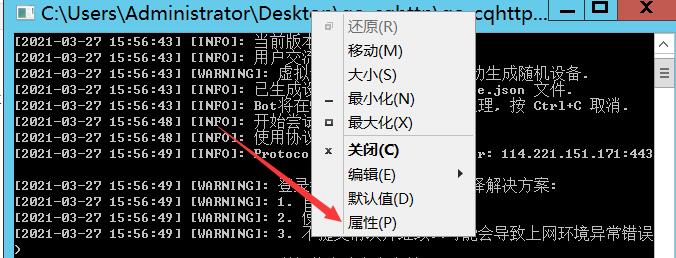 C:\Users\Administrator\Desktop\go_cqhttp\go_cqhttp...
[2021-03-27 15:56:43] [INFO]: 当前版本
[2021-03-27 15:56:43] [INFO]: 用户交流
[2021-03-27 15:56:43] [WARNING]: 虚拟 动生成随机设备.
[2021-03-27 15:56:43] [INFO]: 已生成设 e.json 文件.
[2021-03-27 15:56:43] [INFO]: Bot将在 理, 按 Ctrl+C 取消.
[2021-03-27 15:56:48] [INFO]: 开始尝试
[2021-03-27 15:56:48] [INFO]: 使用协议
[2021-03-27 15:56:49] [INFO]: Protoco r: 114.221.151.171:443
[2021-03-27 15:56:49] [WARNING]: 登录 择解决方案:
[2021-03-27 15:56:49] [WARNING]: 1.
[2021-03-27 15:56:49] [WARNING]: 2.
[2021-03-27 15:56:49] [WARNING]: 3. 会导致上网环境异常错误
>
还原(R)
移动(M)
大小(S)
最小化(N)
最大化(X)
关闭(C)
编辑(E)
默认值(D)
属性(P)